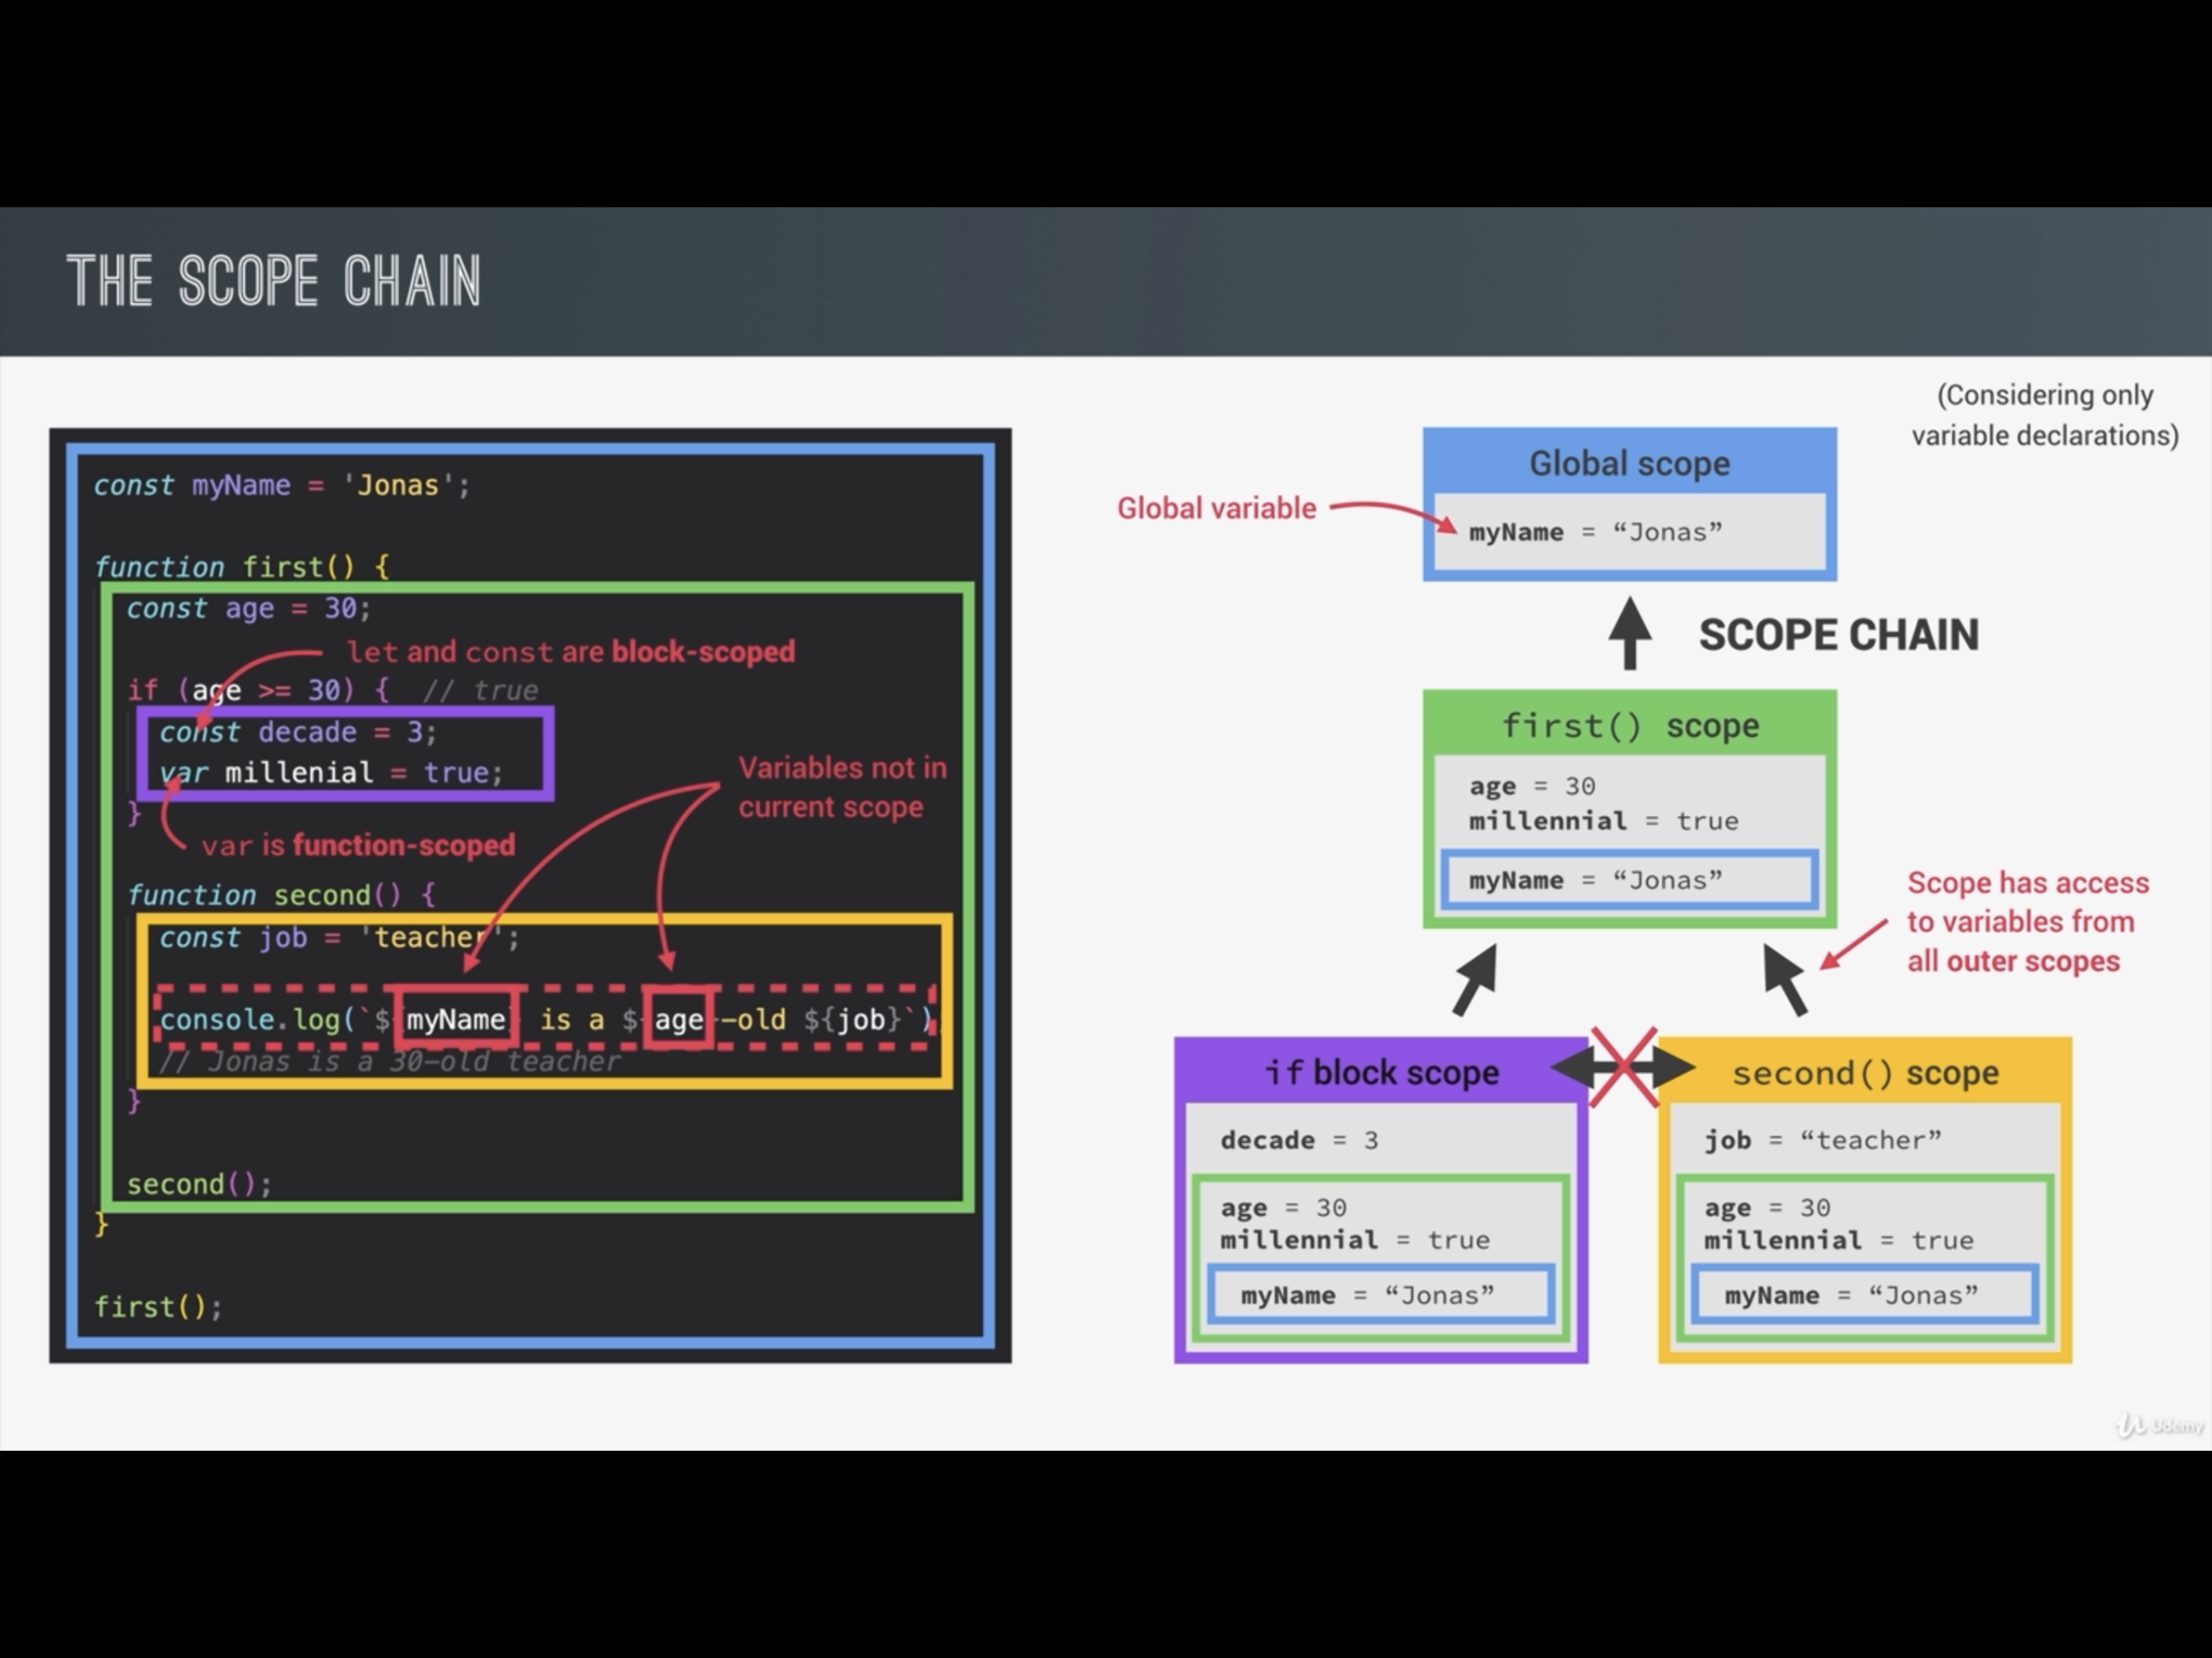 THE SCOPE CHAIN
(Considering only
variable declarations)
const myName = 'Jonas';
function first() {
const age = 30;
let and const are block-scoped
if (age >= 30) { // true
const decade = 3;
var millenial = true;
}
Variables not in
current scope
var is function-scoped
function second() {
const job = 'teacher';
console.log(`${myName} is a ${age}-old ${job}`);
// Jonas is a 30-old teacher
}
second();
}
first();
Global scope
Global variable
myName = “Jonas”
SCOPE CHAIN
first() scope
age = 30
millennial = true
myName = “Jonas”
Scope has access
to variables from
all outer scopes
if block scope
decade = 3
age = 30
millennial = true
myName = “Jonas”
second() scope
job = “teacher”
age = 30
millennial = true
myName = “Jonas”
Udemy